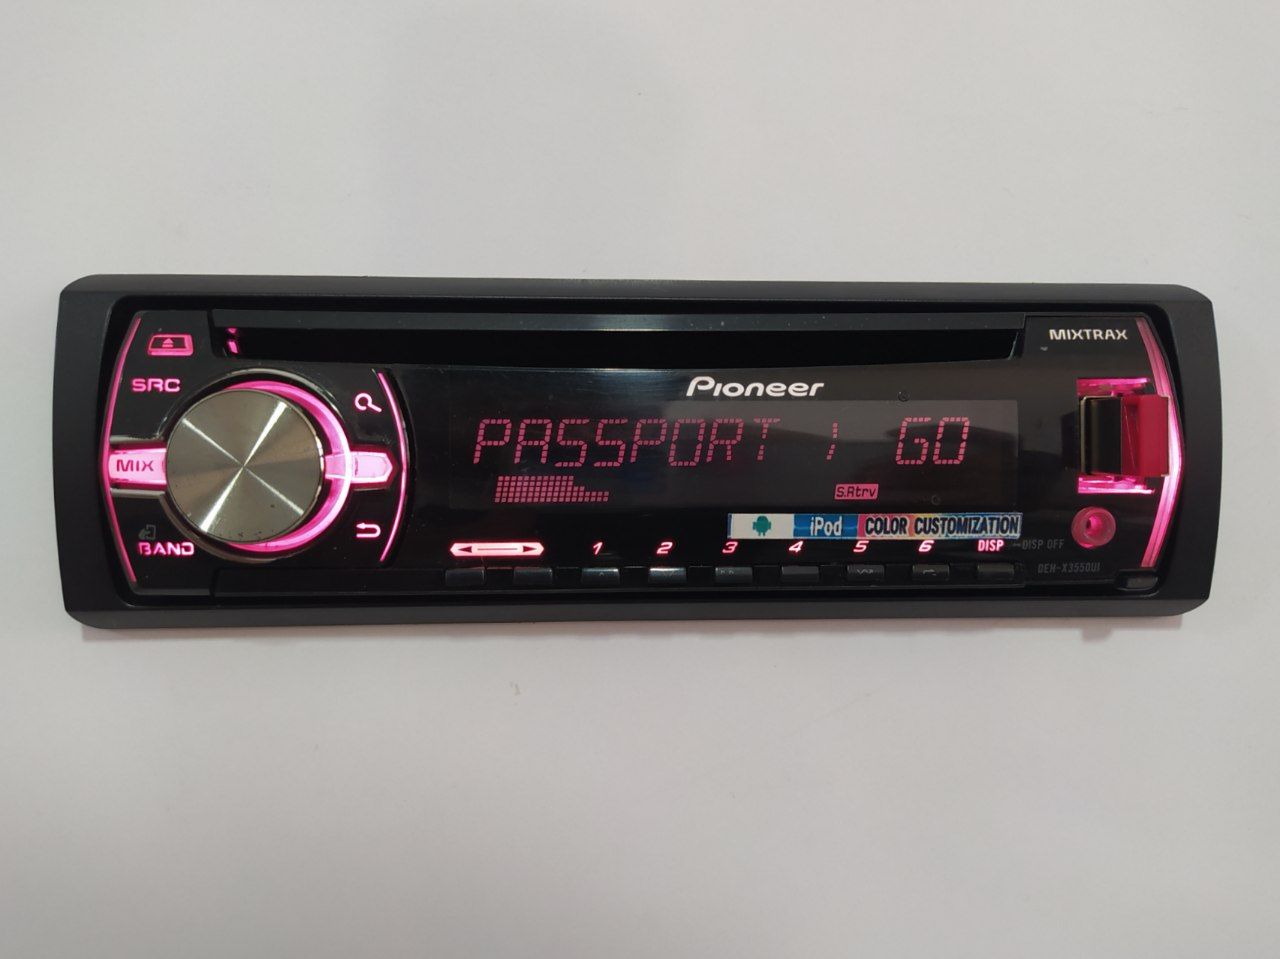 MIXTRAX
SRC
Pioneer
PASSPORT : GO
MIX
S.Rtrv
iPod COLOR CUSTOMIZATION
BAND
1 2 3 4 5 6 DISP DISP OFF
DEH-X3550UI